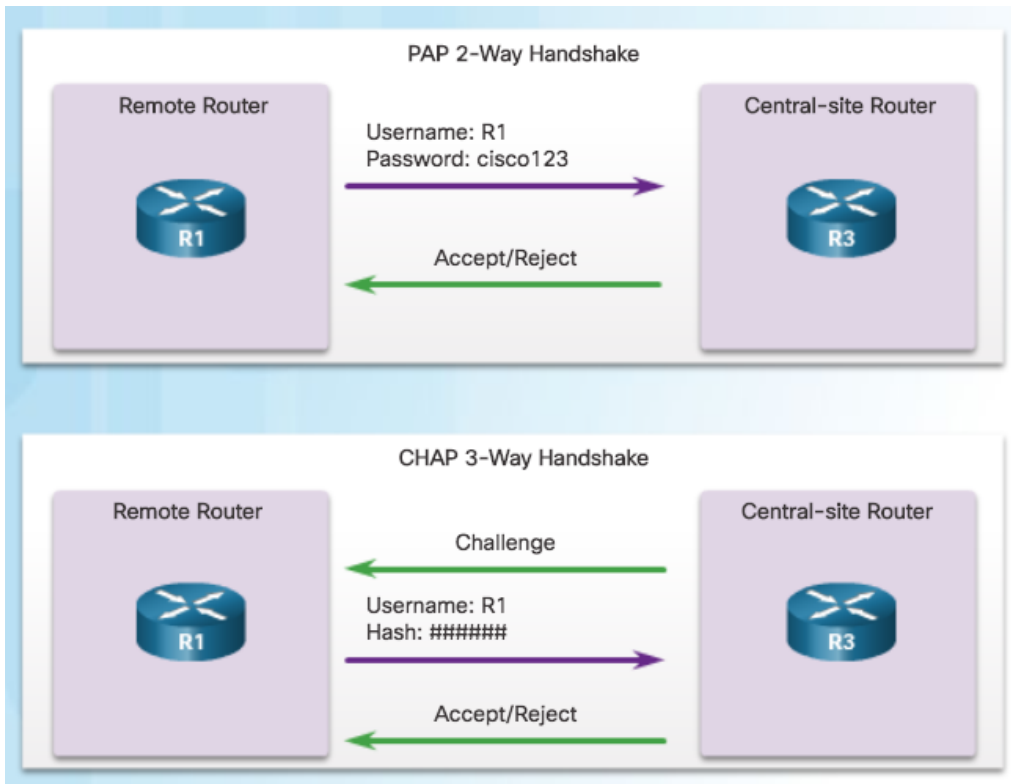 PAP 2-Way Handshake
Remote Router
Central-site Router
Username: R1
Password: cisco123
R1
R3
Accept/Reject
CHAP 3-Way Handshake
Remote Router
Central-site Router
Challenge
Username: R1
Hash: ######
R1
R3
Accept/Reject